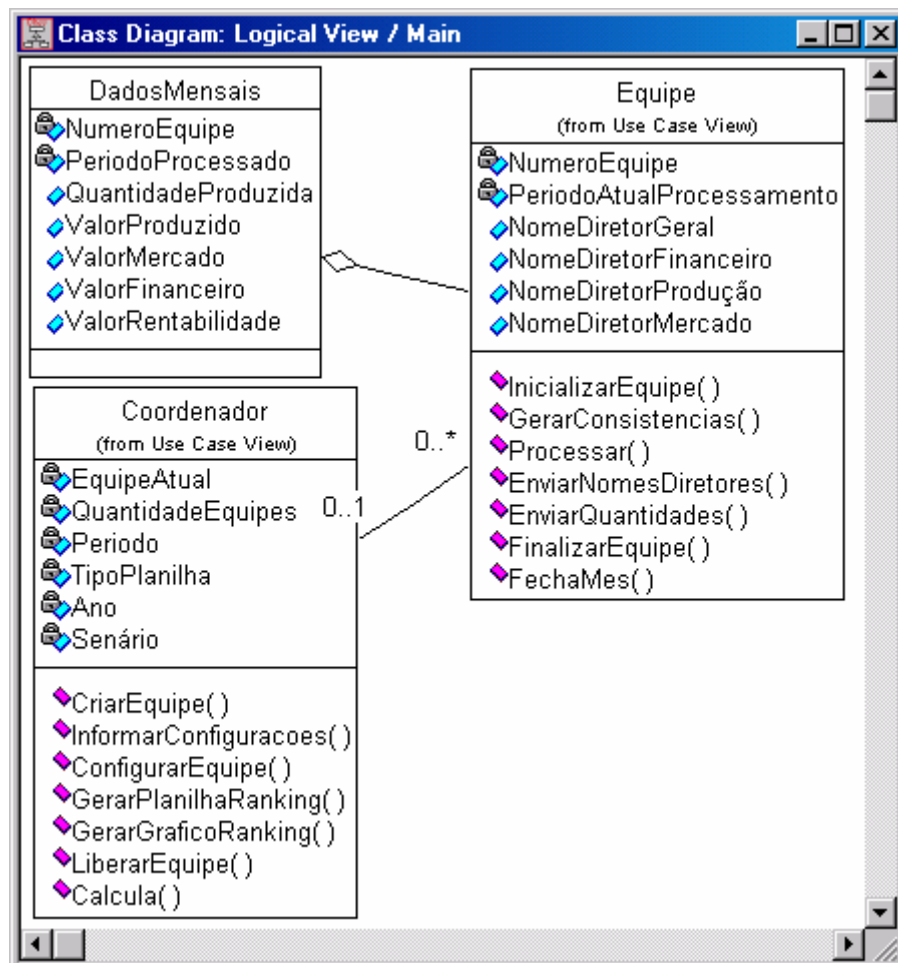 Class Diagram: Logical View / Main
DadosMensais
NumeroEquipe
PeriodoProcessado
QuantidadeProduzida
ValorProduzido
ValorMercado
ValorFinanceiro
ValorRentabilidade
Equipe
(from Use Case View)
NumeroEquipe
PeriodoAtualProcessamento
NomeDiretorGeral
NomeDiretorFinanceiro
NomeDiretorProdução
NomeDiretorMercado
InicializarEquipe( )
GerarConsistencias( )
Processar( )
EnviarNomesDiretores( )
EnviarQuantidades( )
FinalizarEquipe( )
FechaMes( )
0..*
0..1
Coordenador
(from Use Case View)
EquipeAtual
QuantidadeEquipes
Periodo
TipoPlanilha
Ano
Senário
CriarEquipe( )
InformarConfiguracoes( )
ConfigurarEquipe( )
GerarPlanilhaRanking( )
GerarGraficoRanking( )
LiberarEquipe( )
Calcula( )